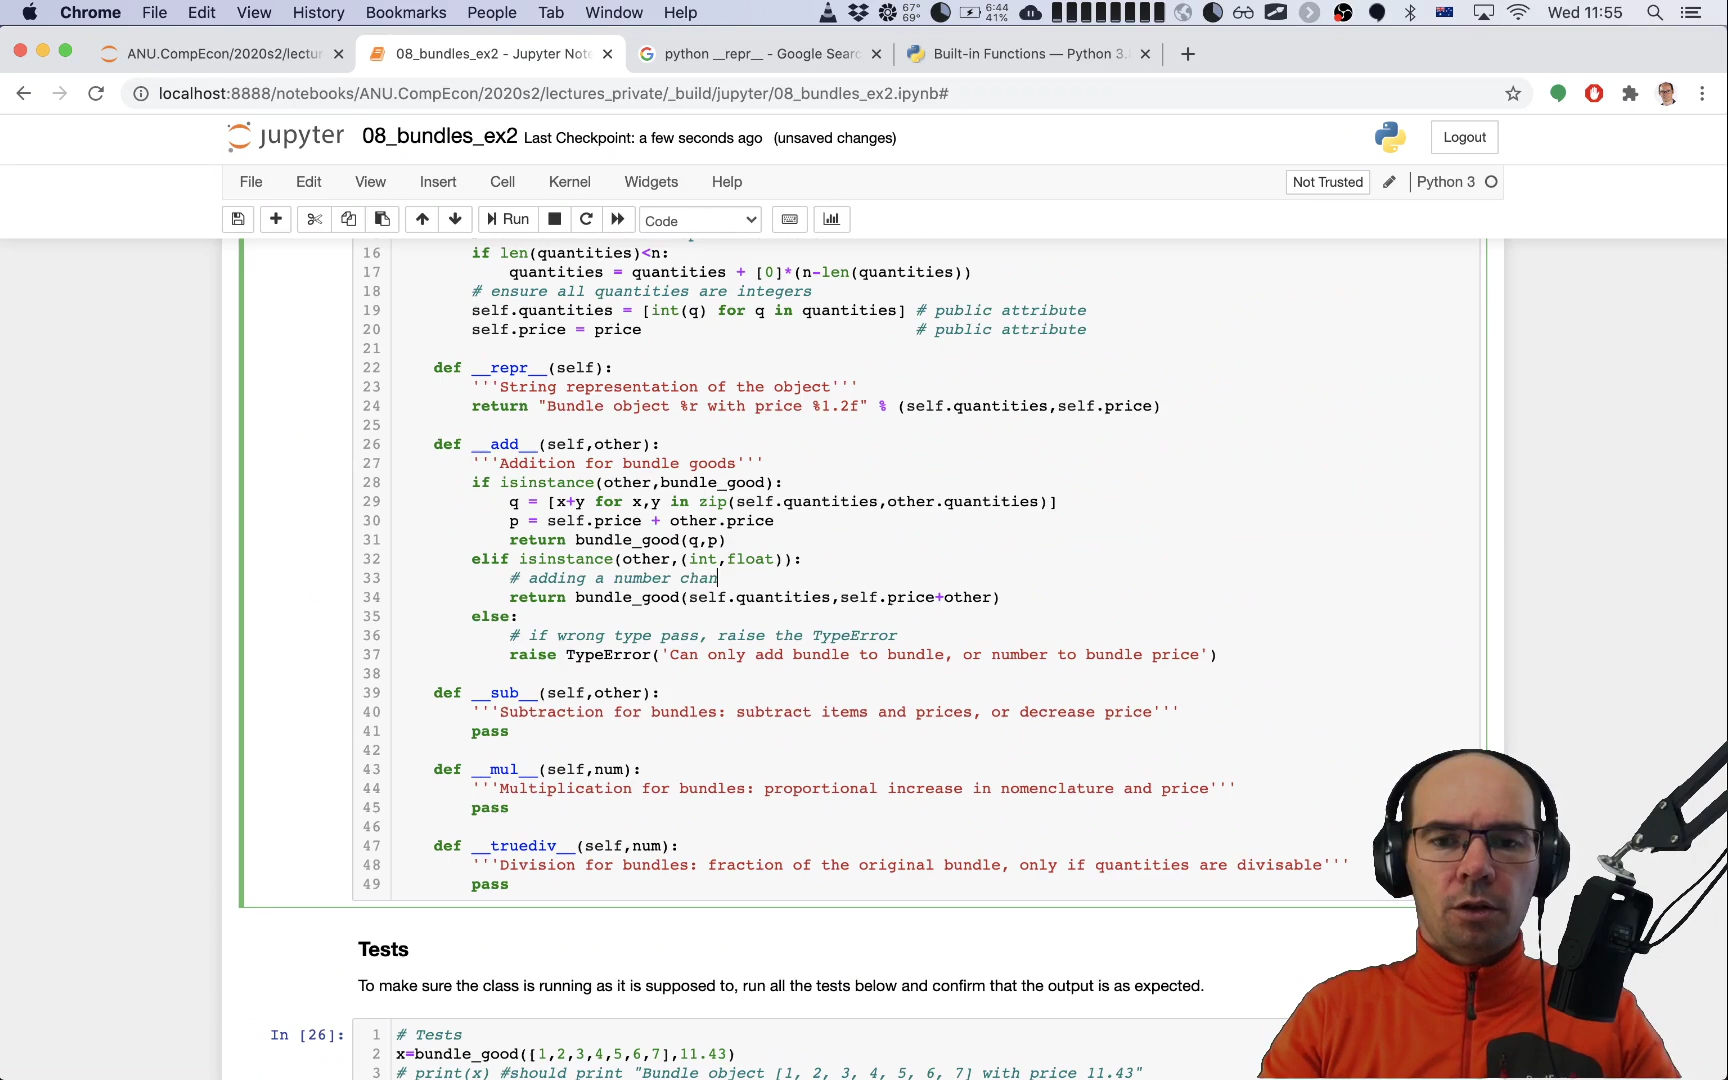 Chrome File Edit View History Bookmarks People Tab Window Help 67° 69° 6:44 41% Wed 11:55
ANU.CompEcon/2020s2/lectur 08_bundles_ex2 - Jupyter Note python __repr__ - Google Searc Built-in Functions — Python 3.
localhost:8888/notebooks/ANU.CompEcon/2020s2/lectures_private/_build/jupyter/08_bundles_ex2.ipynb#
jupyter 08_bundles_ex2 Last Checkpoint: a few seconds ago (unsaved changes) Logout
File Edit View Insert Cell Kernel Widgets Help Not Trusted Python 3
Run Code
16 if len(quantities)<n:
17 quantities = quantities + [0]*(n-len(quantities))
18 # ensure all quantities are integers
19 self.quantities = [int(q) for q in quantities] # public attribute
20 self.price = price # public attribute
21
22 def __repr__(self):
23 '''String representation of the object'''
24 return "Bundle object %r with price %1.2f" % (self.quantities,self.price)
25
26 def __add__(self,other):
27 '''Addition for bundle goods'''
28 if isinstance(other,bundle_good):
29 q = [x+y for x,y in zip(self.quantities,other.quantities)]
30 p = self.price + other.price
31 return bundle_good(q,p)
32 elif isinstance(other,(int,float)):
33 # adding a number chan
34 return bundle_good(self.quantities,self.price+other)
35 else:
36 # if wrong type pass, raise the TypeError
37 raise TypeError('Can only add bundle to bundle, or number to bundle price')
38
39 def __sub__(self,other):
40 '''Subtraction for bundles: subtract items and prices, or decrease price'''
41 pass
42
43 def __mul__(self,num):
44 '''Multiplication for bundles: proportional increase in nomenclature and price'''
45 pass
46
47 def __truediv__(self,num):
48 '''Division for bundles: fraction of the original bundle, only if quantities are divisable'''
49 pass
Tests
To make sure the class is running as it is supposed to, run all the tests below and confirm that the output is as expected.
In [26]: 1 # Tests
2 x=bundle_good([1,2,3,4,5,6,7],11.43)
3 # print(x) #should print "Bundle object [1, 2, 3, 4, 5, 6, 7] with price 11.43"